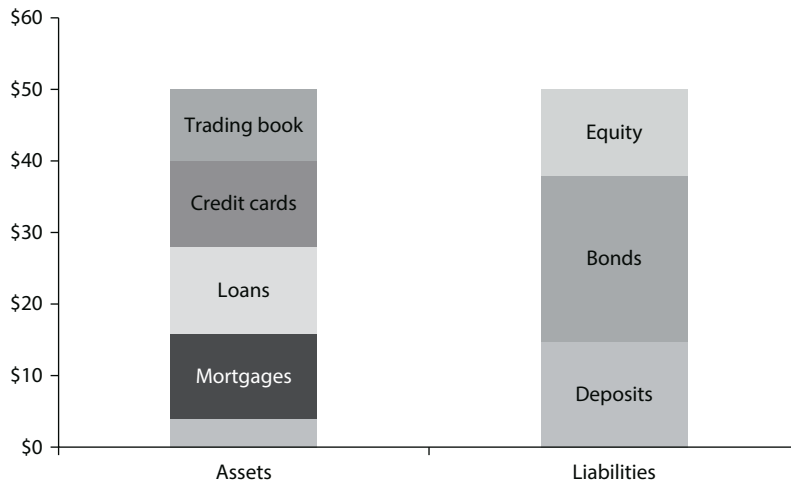 $60
$50
$40
$30
$20
$10
$0
Trading book
Credit cards
Loans
Mortgages
Equity
Bonds
Deposits
Assets
Liabilities